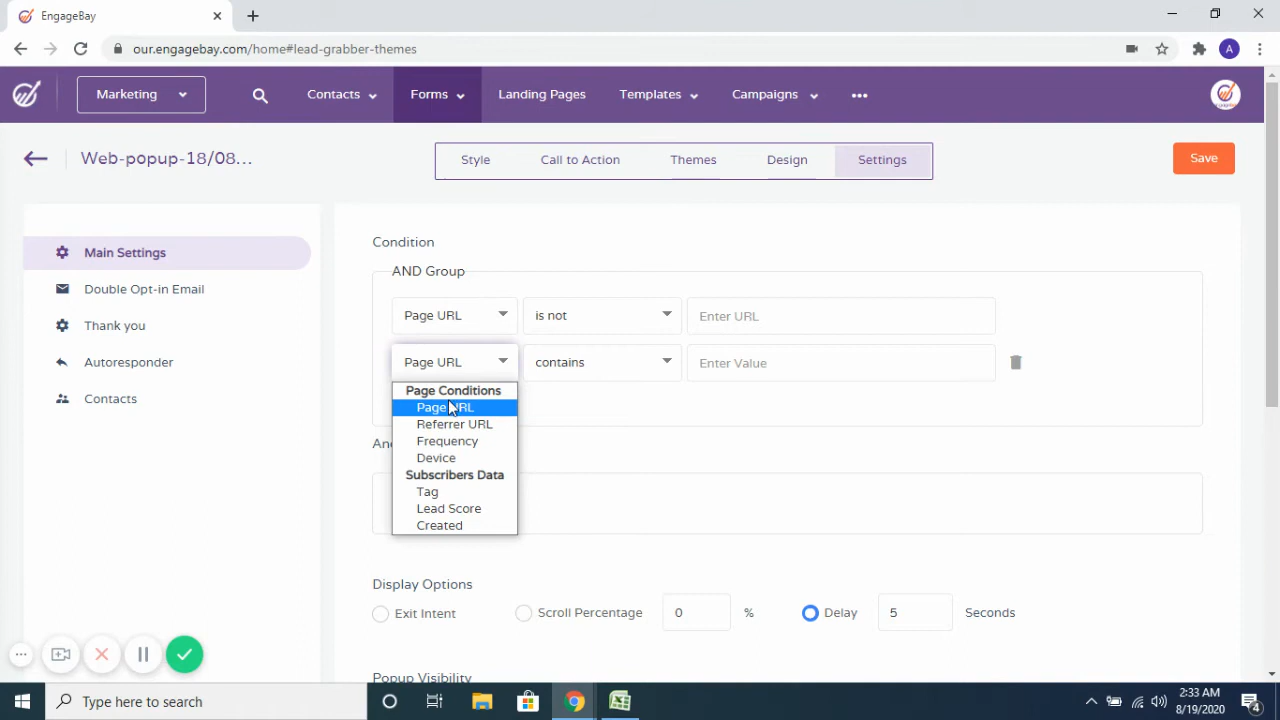 EngageBay
our.engagebay.com/home#lead-grabber-themes
A
Marketing
Contacts
Forms
Landing Pages
Templates
Campaigns
Web-popup-18/08...
Style
Call to Action
Themes
Design
Settings
Save
Main Settings
Double Opt-in Email
Thank you
Autoresponder
Contacts
Condition
AND Group
Page URL
is not
Enter URL
Page URL
contains
Enter Value
Page Conditions
Page URL
Referrer URL
Frequency
Device
Subscribers Data
Tag
Lead Score
Created
Display Options
Exit Intent
Scroll Percentage
0
%
Delay
5
Seconds
Popup Visibility
Type here to search
2:33 AM
8/19/2020
4